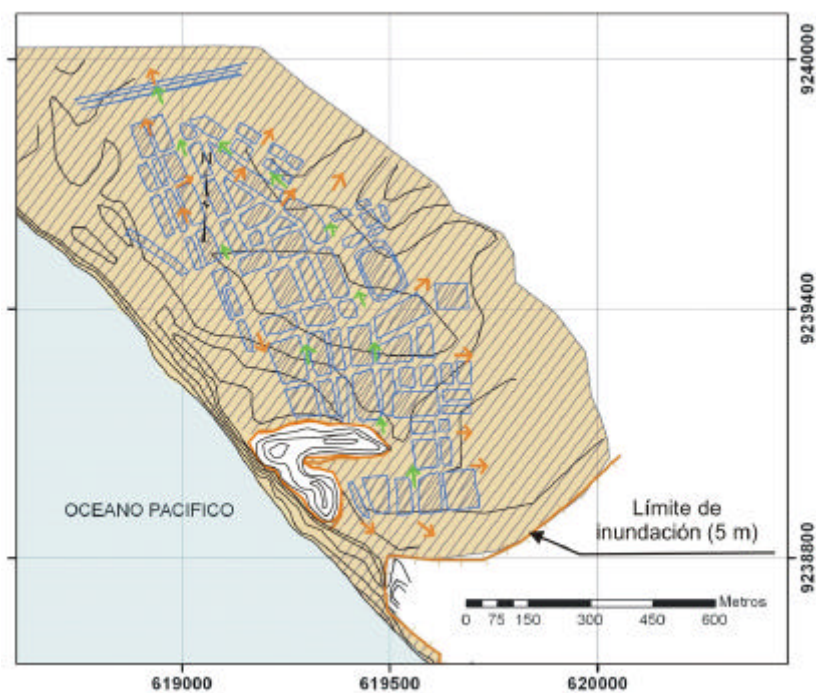 9240000
N
9239400
OCEANO PACIFICO
Límite de
inundación (5 m)
9238800
Metros
0 75 150 300 450 600
619000 619500 620000